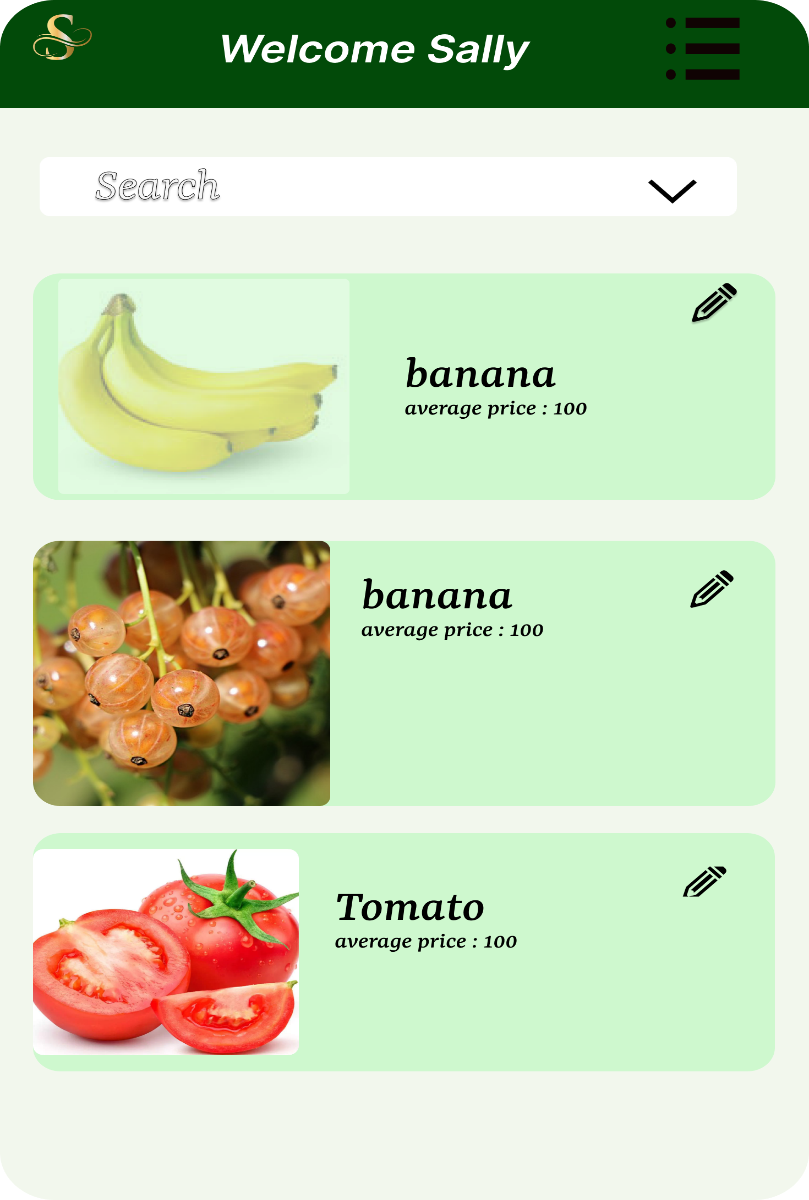 S
Welcome Sally
Search
banana
average price : 100
banana
average price : 100
Tomato
average price : 100